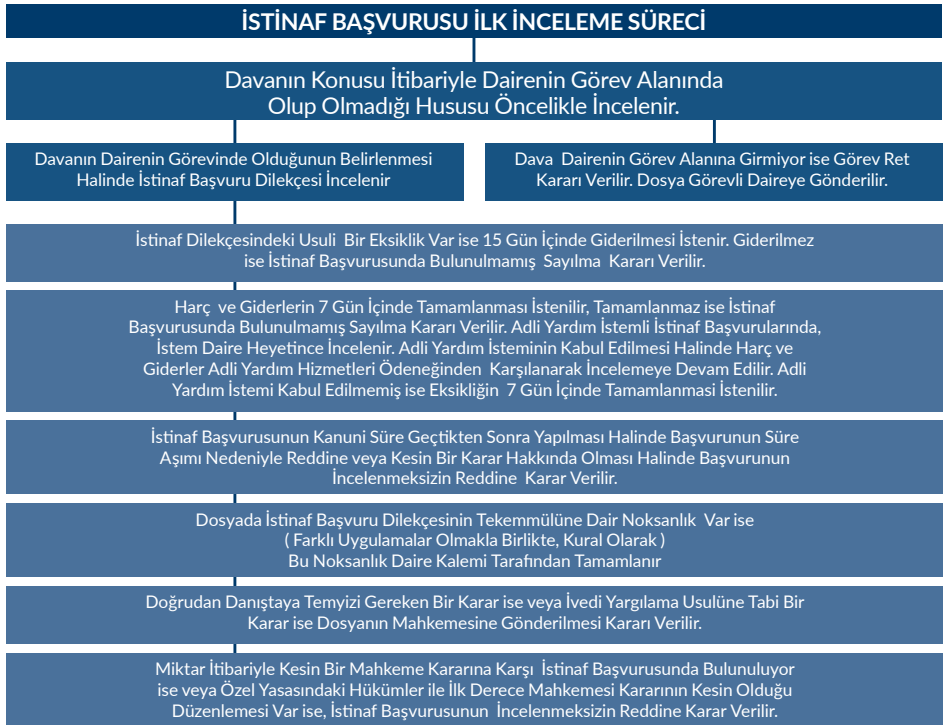 İSTİNAF BAŞVURUSU İLK İNCELEME SÜRECİ
Davanın Konusu İtibariyle Dairenin Görev Alanında
Olup Olmadığı Hususu Öncelikle İncelenir.
Davanın Dairenin Görevinde Olduğunun Belirlenmesi
Halinde İstinaf Başvuru Dilekçesi İncelenir
Dava Dairenin Görev Alanına Girmiyor ise Görev Ret
Kararı Verilir. Dosya Görevli Daireye Gönderilir.
İstinaf Dilekçesindeki Usuli Bir Eksiklik Var ise 15 Gün İçinde Giderilmesi İstenir. Giderilmez
ise İstinaf Başvurusunda Bulunulmamış Sayılma Kararı Verilir.
Harç ve Giderlerin 7 Gün İçinde Tamamlanması İstenilir, Tamamlanmaz ise İstinaf
Başvurusunda Bulunulmamış Sayılma Kararı Verilir. Adli Yardım İstemli İstinaf Başvurularında,
İstem Daire Heyetince İncelenir. Adli Yardım İsteminin Kabul Edilmesi Halinde Harç ve
Giderler Adli Yardım Hizmetleri Ödeneğinden Karşılanarak İncelemeye Devam Edilir. Adli
Yardım İstemi Kabul Edilmemiş ise Eksikliğin 7 Gün İçinde Tamamlanmasi İstenilir.
İstinaf Başvurusunun Kanuni Süre Geçtikten Sonra Yapılması Halinde Başvurunun Süre
Aşımı Nedeniyle Reddine veya Kesin Bir Karar Hakkında Olması Halinde Başvurunun
İncelenmeksizin Reddine Karar Verilir.
Dosyada İstinaf Başvuru Dilekçesinin Tekemmülüne Dair Noksanlık Var ise
( Farklı Uygulamalar Olmakla Birlikte, Kural Olarak )
Bu Noksanlık Daire Kalemi Tarafından Tamamlanır
Doğrudan Danıştaya Temyizi Gereken Bir Karar ise veya İvedi Yargılama Usulüne Tabi Bir
Karar ise Dosyanın Mahkemesine Gönderilmesi Kararı Verilir.
Miktar İtibariyle Kesin Bir Mahkeme Kararına Karşı İstinaf Başvurusunda Bulunuluyor
ise veya Özel Yasasındaki Hükümler ile İlk Derece Mahkemesi Kararının Kesin Olduğu
Düzenlemesi Var ise, İstinaf Başvurusunun İncelenmeksizin Reddine Karar Verilir.